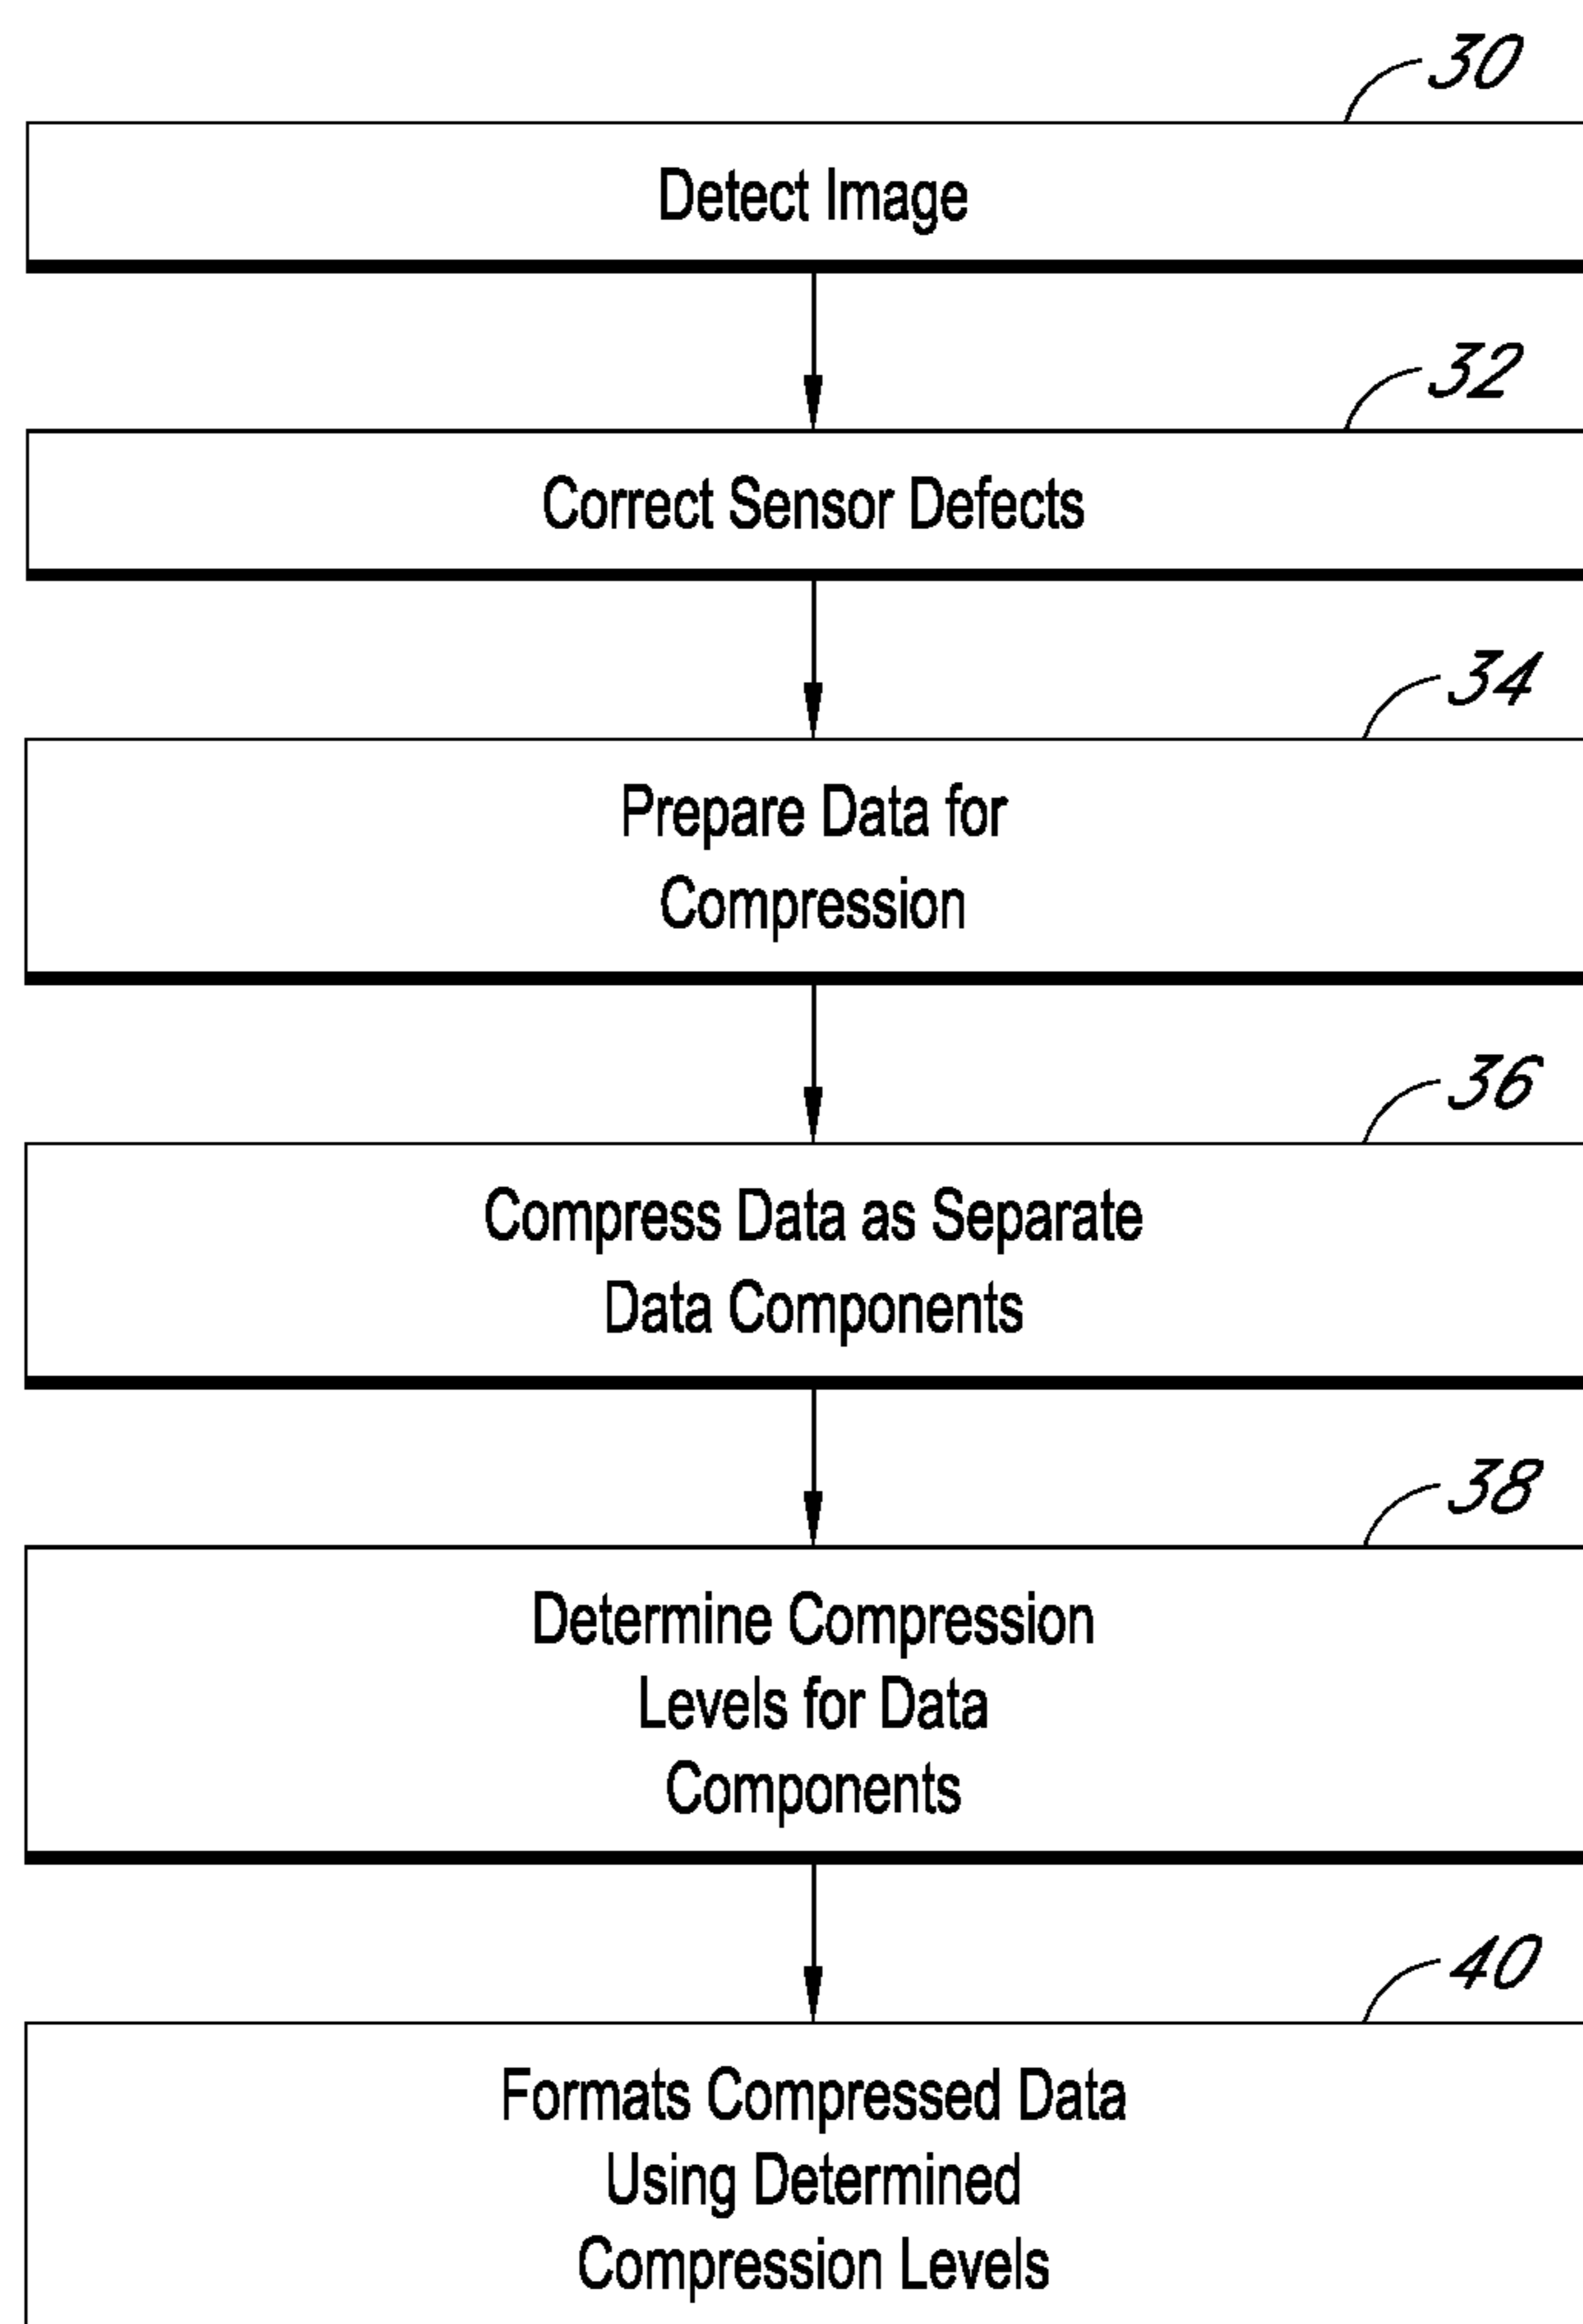 30
Detect Image
32
Correct Sensor Defects
34
Prepare Data for
Compression
36
Compress Data as Separate
Data Components
38
Determine Compression
Levels for Data
Components
40
Formats Compressed Data
Using Determined
Compression Levels